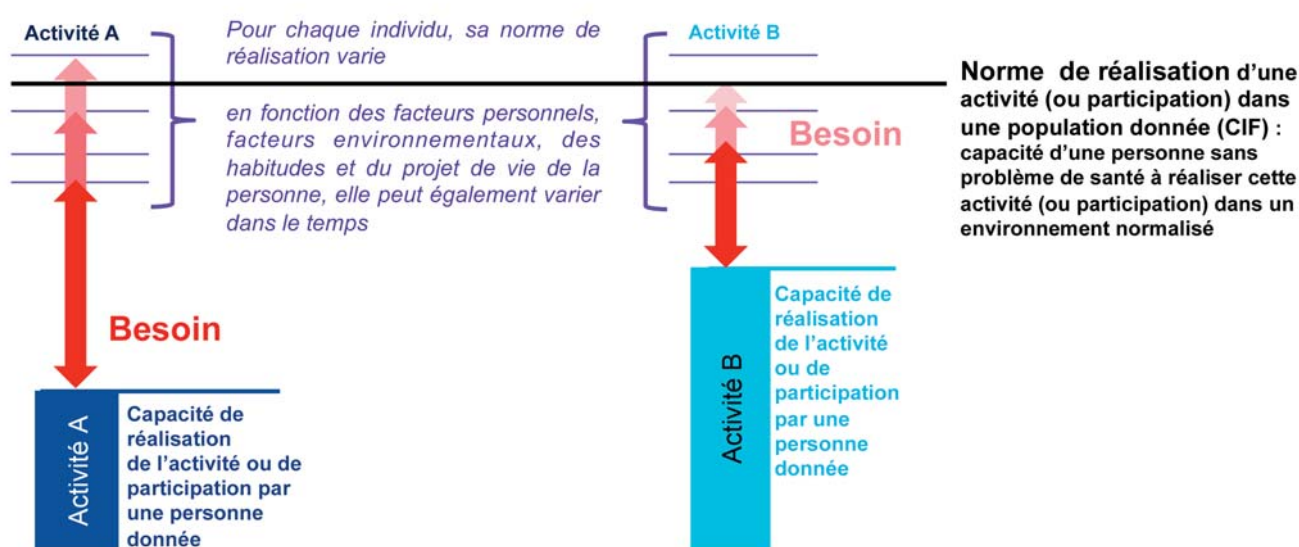 Activité A
Pour chaque individu, sa norme de
réalisation varie
en fonction des facteurs personnels,
facteurs environnementaux, des
habitudes et du projet de vie de la
personne, elle peut également varier
dans le temps
Activité B
Norme de réalisation d'une
activité (ou participation) dans
une population donnée (CIF) :
capacité d'une personne sans
problème de santé à réaliser cette
activité (ou participation) dans un
environnement normalisé
Besoin
Besoin
Activité A
Capacité de
réalisation
de l'activité ou de
participation par
une personne
donnée
Activité B
Capacité de
réalisation
de l'activité
ou de
participation
par une
personne
donnée